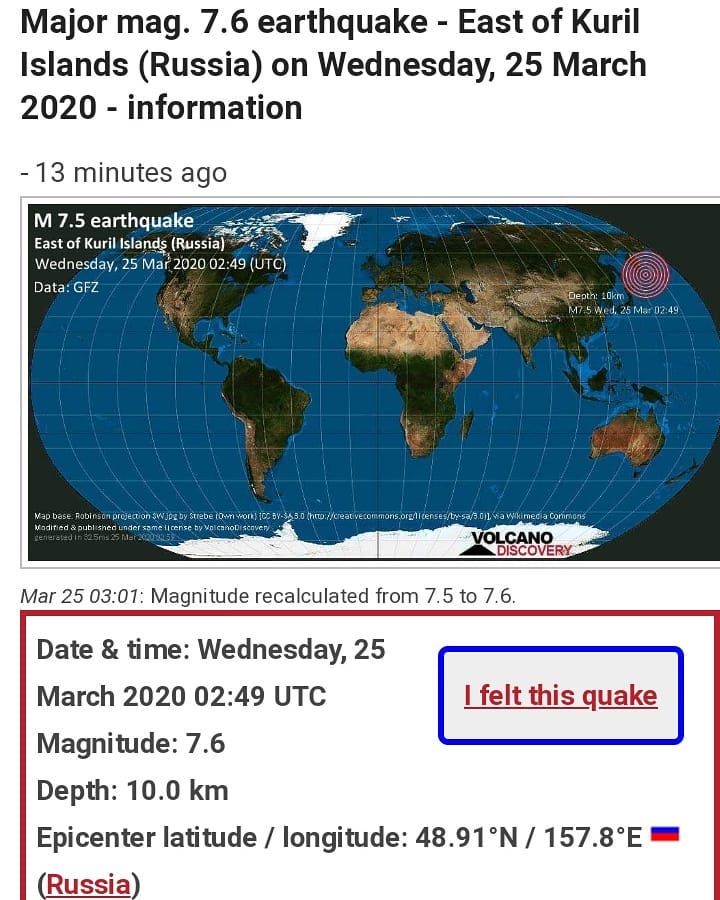 Major mag. 7.6 earthquake - East of Kuril
Islands (Russia) on Wednesday, 25 March
2020 - information
- 13 minutes ago
M 7.5 earthquake
East of Kuril Islands (Russia)
Wednesday, 25 Mar 2020 02:49 (UTC)
Data: GFZ
Depth: 10km
M7.5 Wed, 25 Mar 02:49
Map base: Robinson projection SW.jpg by Strebe (Own work) [CC BY-SA 3.0 (http://creativecommons.org/licenses/by-sa/3.0)], via Wikimedia Commons
Modified & published under same license by VolcanoDiscovery
generated in 32.5ms 25 Mar 2020
VOLCANO
DISCOVERY
Mar 25 03:01: Magnitude recalculated from 7.5 to 7.6.
Date & time: Wednesday, 25
March 2020 02:49 UTC
I felt this quake
Magnitude: 7.6
Depth: 10.0 km
Epicenter latitude / longitude: 48.91°N / 157.8°E
(Russia)